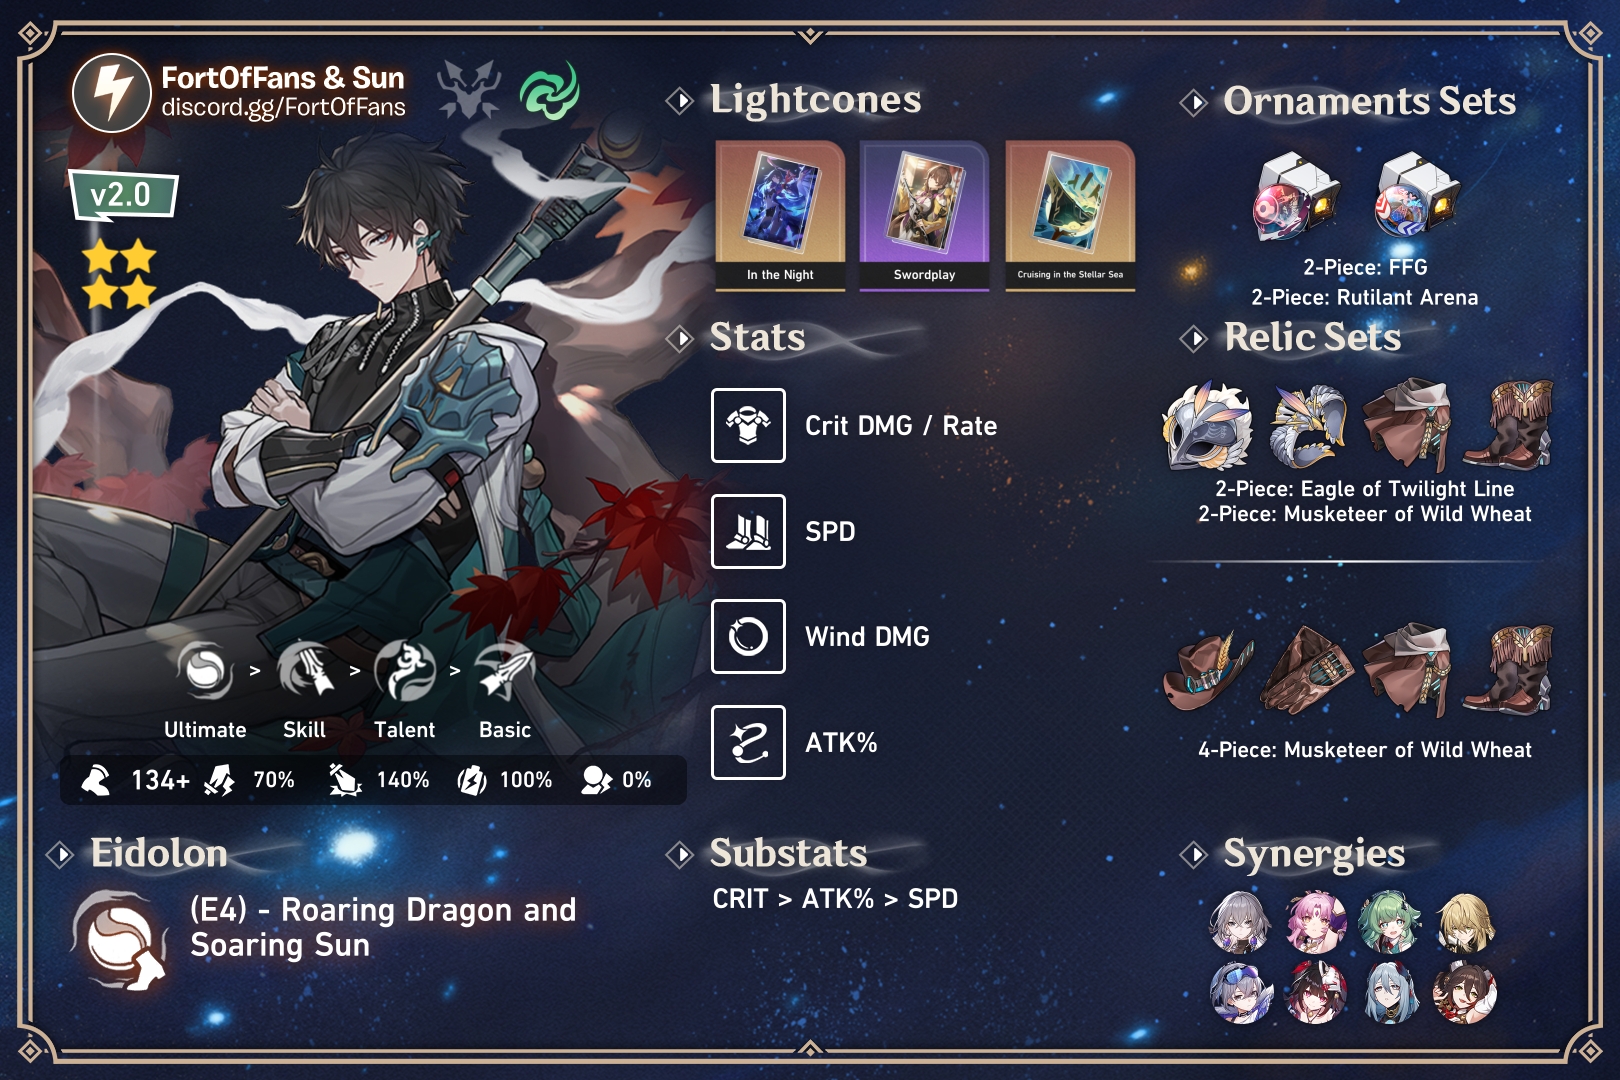 FortOfFans & Sun
discord.gg/FortOfFans
v2.0
Ultimate > Skill > Talent > Basic
134+ 70% 140% 100% 0%
Eidolon
(E4) - Roaring Dragon and
Soaring Sun
Lightcones
In the Night
Swordplay
Cruising in the Stellar Sea
Stats
Crit DMG / Rate
SPD
Wind DMG
ATK%
Substats
CRIT > ATK% > SPD
Ornaments Sets
2-Piece: FFG
2-Piece: Rutilant Arena
Relic Sets
2-Piece: Eagle of Twilight Line
2-Piece: Musketeer of Wild Wheat
4-Piece: Musketeer of Wild Wheat
Synergies